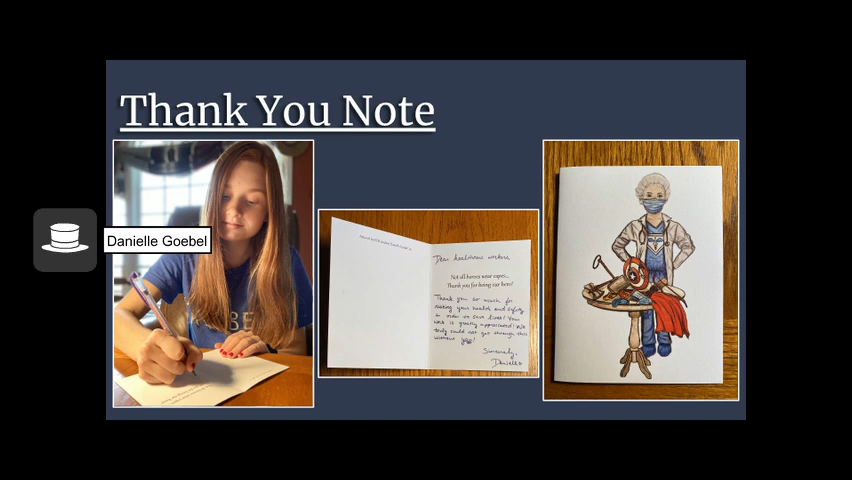 Thank You Note
Danielle Goebel
BE
Dear healthcare workers,
Not all heroes wear capes...
Thank you for being our hero!
Thank you so much for
risking your health and safety
in order to save lives! Your
work is greatly appreciated! We
truly could not get through this
without you!
Sincerely,
Danielle